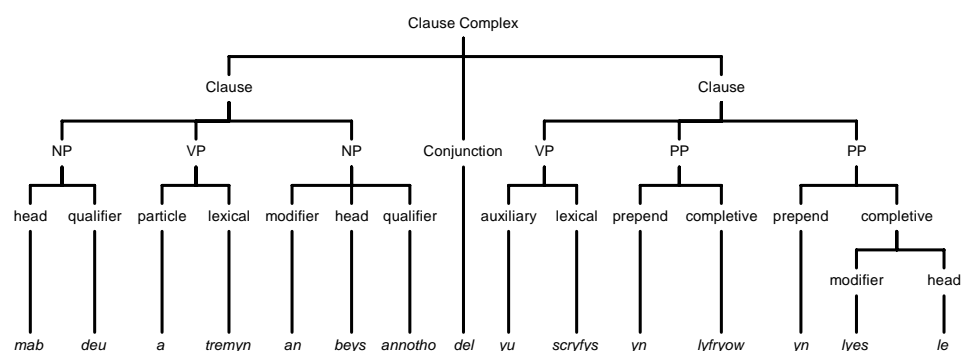 Clause Complex
Clause Clause
NP VP NP Conjunction VP PP PP
head qualifier particle lexical modifier head qualifier auxiliary lexical prepend completive prepend completive
modifier head
mab deu a tremyn an beys annotho del yu scryfys yn lyfryow yn lyes le